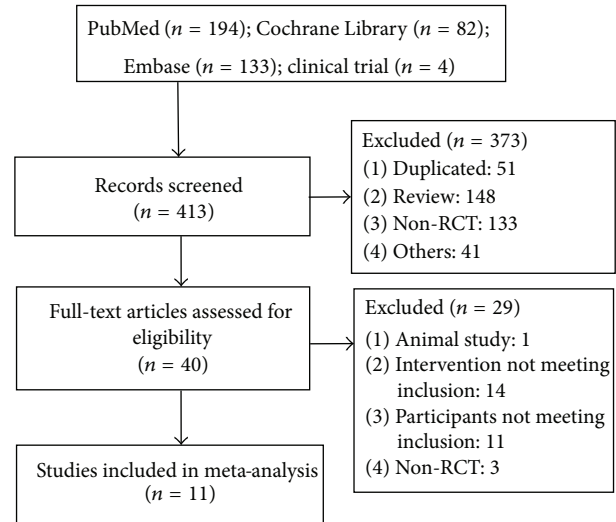 PubMed (n = 194); Cochrane Library (n = 82);
Embase (n = 133); clinical trial (n = 4)
Records screened
(n = 413)
Excluded (n = 373)
(1) Duplicated: 51
(2) Review: 148
(3) Non-RCT: 133
(4) Others: 41
Full-text articles assessed for
eligibility
(n = 40)
Excluded (n = 29)
(1) Animal study: 1
(2) Intervention not meeting
inclusion: 14
(3) Participants not meeting
inclusion: 11
(4) Non-RCT: 3
Studies included in meta-analysis
(n = 11)